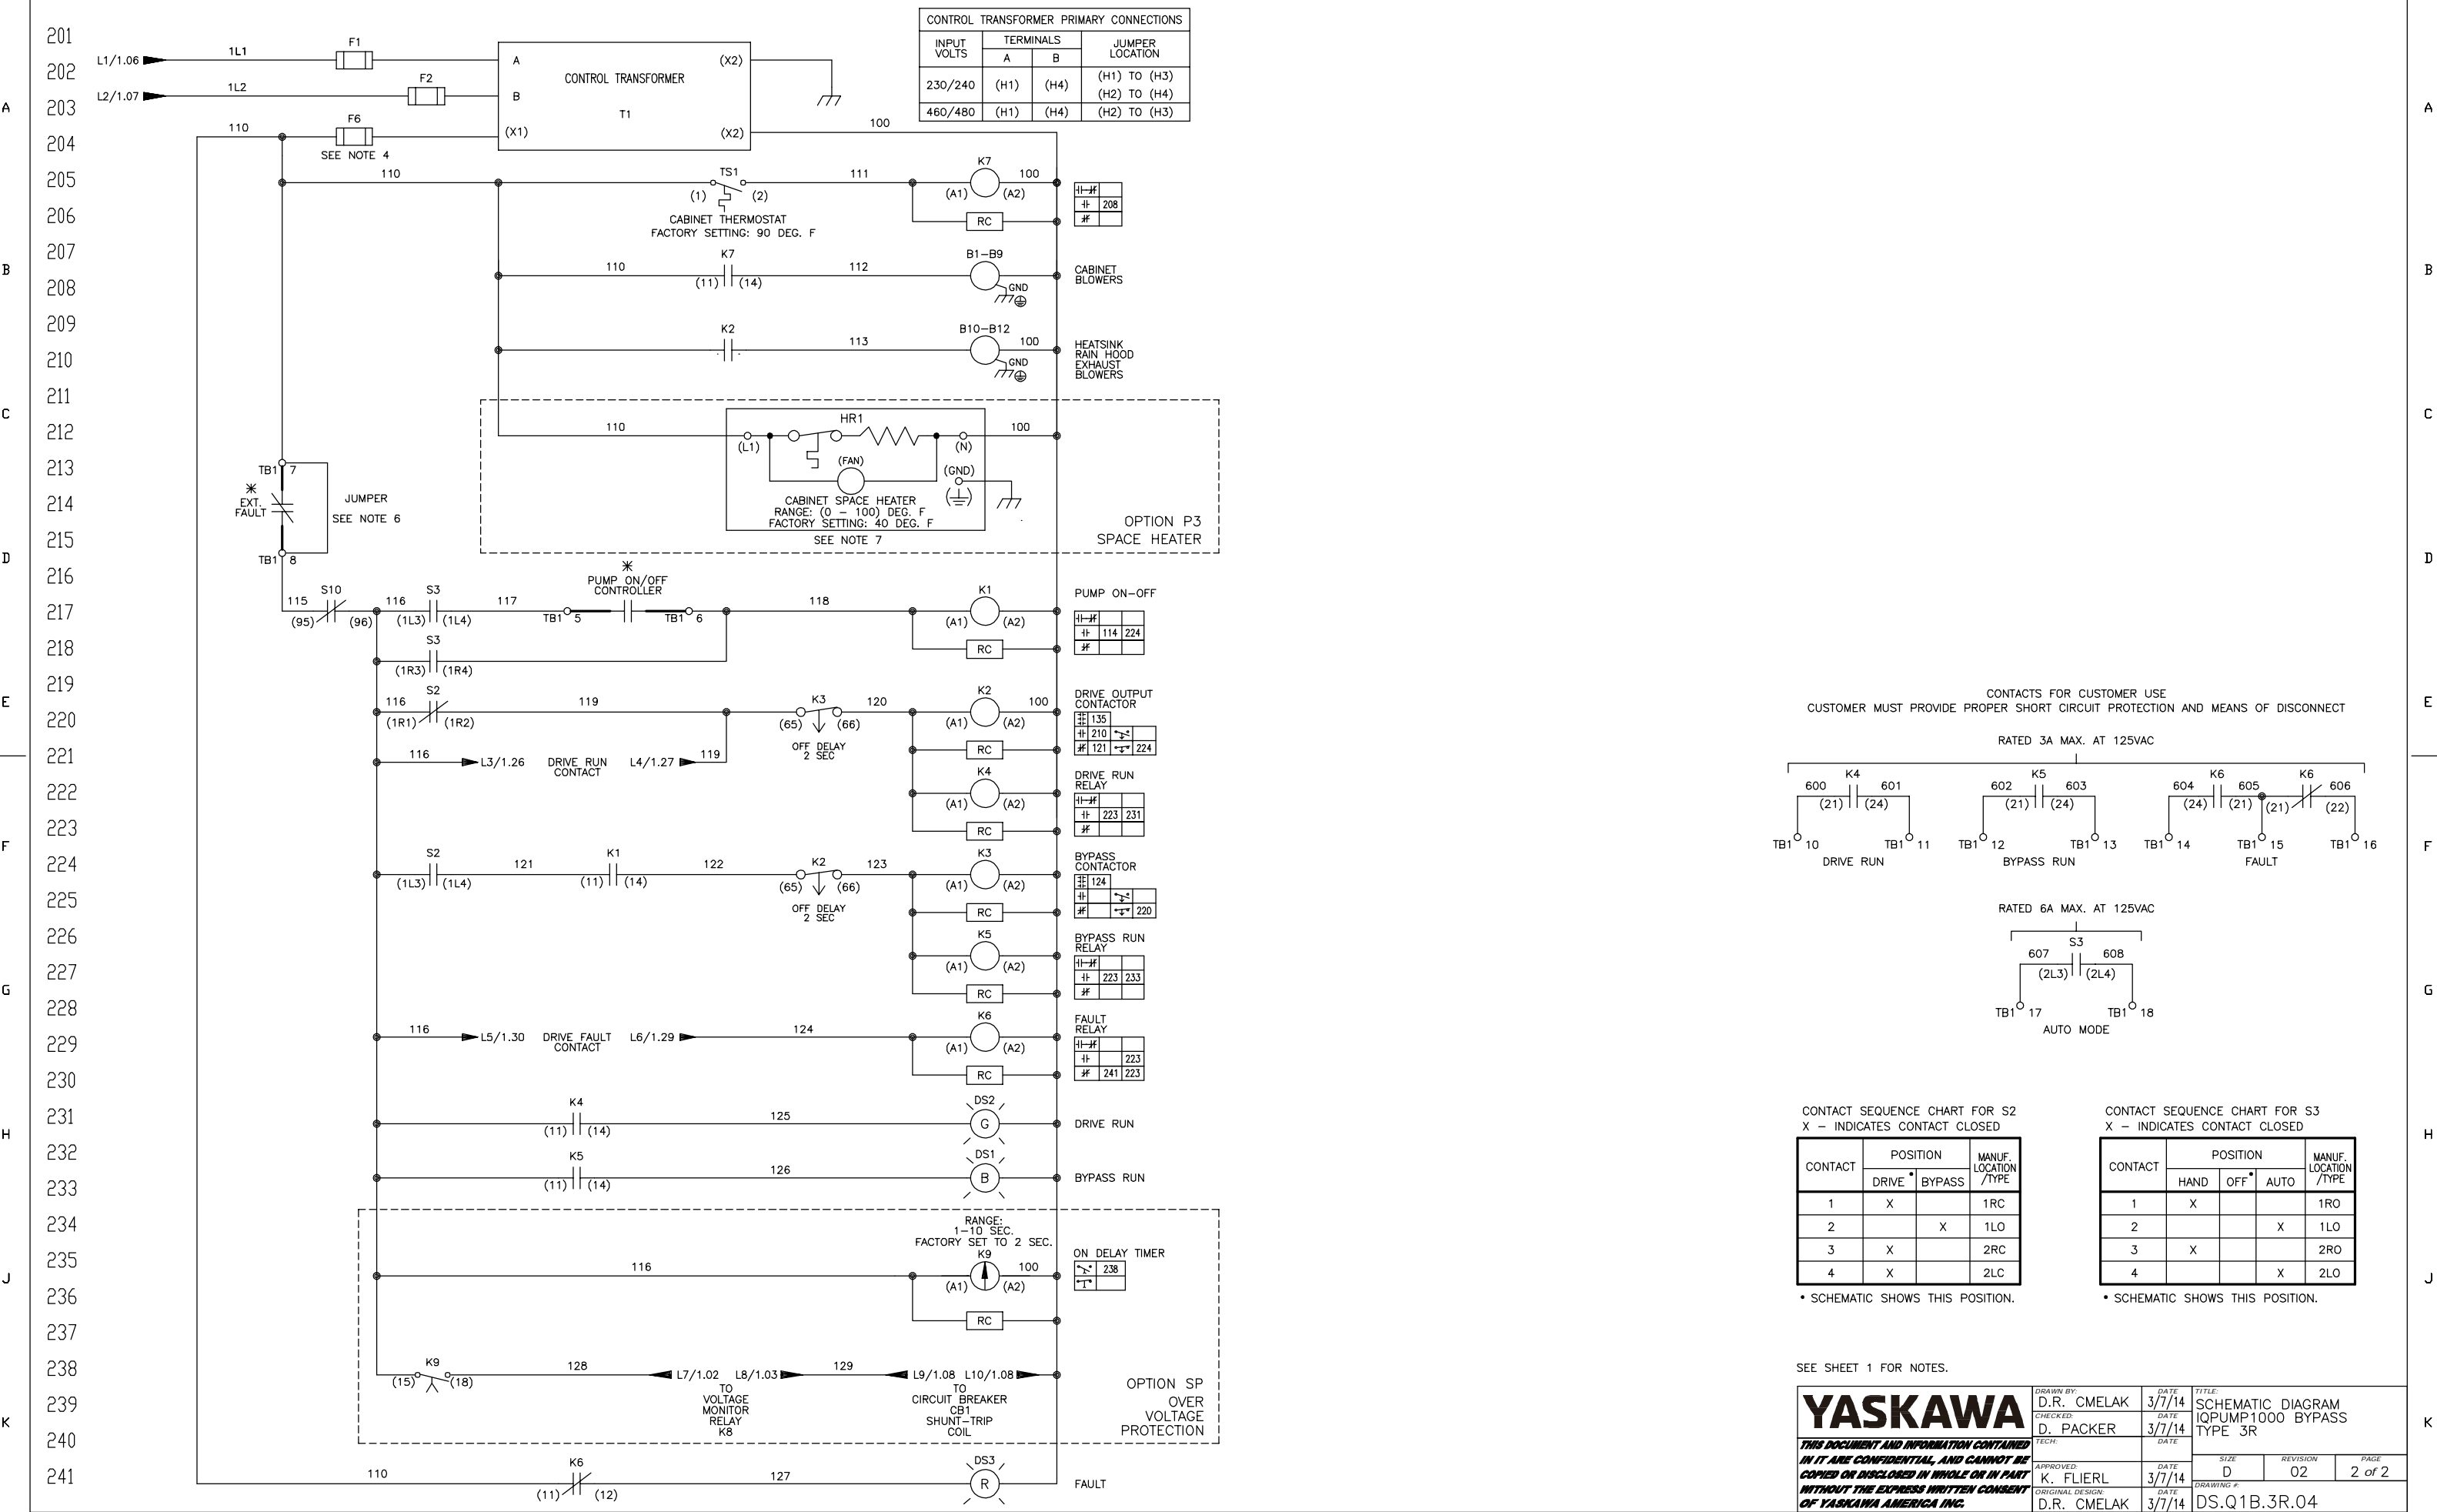 CONTROL TRANSFORMER PRIMARY CONNECTIONS
INPUT VOLTS TERMINALS JUMPER LOCATION
A B
230/240 (H1) (H4) (H1) TO (H3)
(H2) TO (H4)
460/480 (H1) (H4) (H2) TO (H3)
201
L1/1.06 1L1 F1 A (X2)
202
CONTROL TRANSFORMER
L2/1.07 1L2 F2 B
A 203 A
T1
110 F6 (X1) (X2) 100
204
SEE NOTE 4
205 110 TS1 111 K7 100
(1) (2) (A1) (A2)
206 RC 208
CABINET THERMOSTAT
FACTORY SETTING: 90 DEG. F
207
B 110 K7 112 B1-B9 CABINET BLOWERS B
208 (11) (14) GND
209
K2 113 B10-B12 100
210 GND
HEATSINK
RAIN HOOD
EXHAUST
BLOWERS
211
C C
212 110 HR1 100
(L1) (N)
213 TB1 7 (FAN) (GND)
214 EXT. FAULT JUMPER
SEE NOTE 6
CABINET SPACE HEATER
RANGE: (0 - 100) DEG. F
FACTORY SETTING: 40 DEG. F
SEE NOTE 7
OPTION P3
SPACE HEATER
215
D TB1 8 D
216
PUMP ON/OFF
CONTROLLER
217 115 S10 116 S3 117 118 K1 PUMP ON-OFF
(95) (96) (1L3) (1L4) TB1 5 TB1 6 (A1) (A2)
114 224
218 S3 RC
(1R3) (1R4)
219
E 116 S2 119 K3 120 K2 100 E
220 (1R1) (1R2) (65) (66) (A1) (A2)
DRIVE OUTPUT
CONTACTOR
135
210
121 224
OFF DELAY
2 SEC
221 116 L3/1.26 DRIVE RUN CONTACT L4/1.27 119 RC
222 K4 DRIVE RUN RELAY
(A1) (A2)
223 231
223 RC
F F
224 S2 121 K1 122 K2 123 K3 BYPASS CONTACTOR
(1L3) (1L4) (11) (14) (65) (66) (A1) (A2)
124
220
225 OFF DELAY
2 SEC
RC
226 K5 BYPASS RUN RELAY
227 (A1) (A2)
223 233
G RC G
228
229 116 L5/1.30 DRIVE FAULT CONTACT L6/1.29 124 K6 FAULT RELAY
(A1) (A2)
223
241 223
230 RC
231 K4 125 DS2 G DRIVE RUN
(11) (14)
H H
232
K5 126 DS1 B BYPASS RUN
233 (11) (14)
234 RANGE:
1-10 SEC.
FACTORY SET TO 2 SEC.
235 116 K9 100 ON DELAY TIMER
J (A1) (A2) 238 J
236
RC
237
238 K9 128 L7/1.02 L8/1.03 129 L9/1.08 L10/1.08
(15) (18)
239 TO
VOLTAGE
MONITOR
RELAY
K8
TO
CIRCUIT BREAKER
CB1
SHUNT-TRIP
COIL
OPTION SP
OVER
VOLTAGE
PROTECTION
K K
240
241 110 K6 127 DS3 R FAULT
(11) (12)
CONTACTS FOR CUSTOMER USE
CUSTOMER MUST PROVIDE PROPER SHORT CIRCUIT PROTECTION AND MEANS OF DISCONNECT
RATED 3A MAX. AT 125VAC
600 K4 601 602 K5 603 604 K6 605 K6 606
(21) (24) (21) (24) (24) (21) (21) (22)
TB1 10 TB1 11 TB1 12 TB1 13 TB1 14 TB1 15 TB1 16
DRIVE RUN BYPASS RUN FAULT
RATED 6A MAX. AT 125VAC
S3
607 608
(2L3) (2L4)
TB1 17 TB1 18
AUTO MODE
CONTACT SEQUENCE CHART FOR S2
X - INDICATES CONTACT CLOSED
CONTACT POSITION MANUF. LOCATION /TYPE
DRIVE• BYPASS
1 X 1RC
2 X 1LO
3 X 2RC
4 X 2LC
• SCHEMATIC SHOWS THIS POSITION.
CONTACT SEQUENCE CHART FOR S3
X - INDICATES CONTACT CLOSED
CONTACT POSITION MANUF. LOCATION /TYPE
HAND OFF• AUTO
1 X 1RO
2 X 1LO
3 X 2RO
4 X 2LO
• SCHEMATIC SHOWS THIS POSITION.
SEE SHEET 1 FOR NOTES.
YASKAWA
THIS DOCUMENT AND INFORMATION CONTAINED
IN IT ARE CONFIDENTIAL, AND CANNOT BE
COPIED OR DISCLOSED IN WHOLE OR IN PART
WITHOUT THE EXPRESS WRITTEN CONSENT
OF YASKAWA AMERICA INC.
DRAWN BY: D.R. CMELAK DATE 3/7/14
CHECKED: D. PACKER DATE 3/7/14
TECH: DATE
APPROVED: K. FLIERL DATE 3/7/14
ORIGINAL DESIGN: D.R. CMELAK DATE 3/7/14
TITLE:
SCHEMATIC DIAGRAM
IQPUMP1000 BYPASS
TYPE 3R
SIZE D REVISION 02 PAGE 2 of 2
DRAWING #: DS.Q1B.3R.04